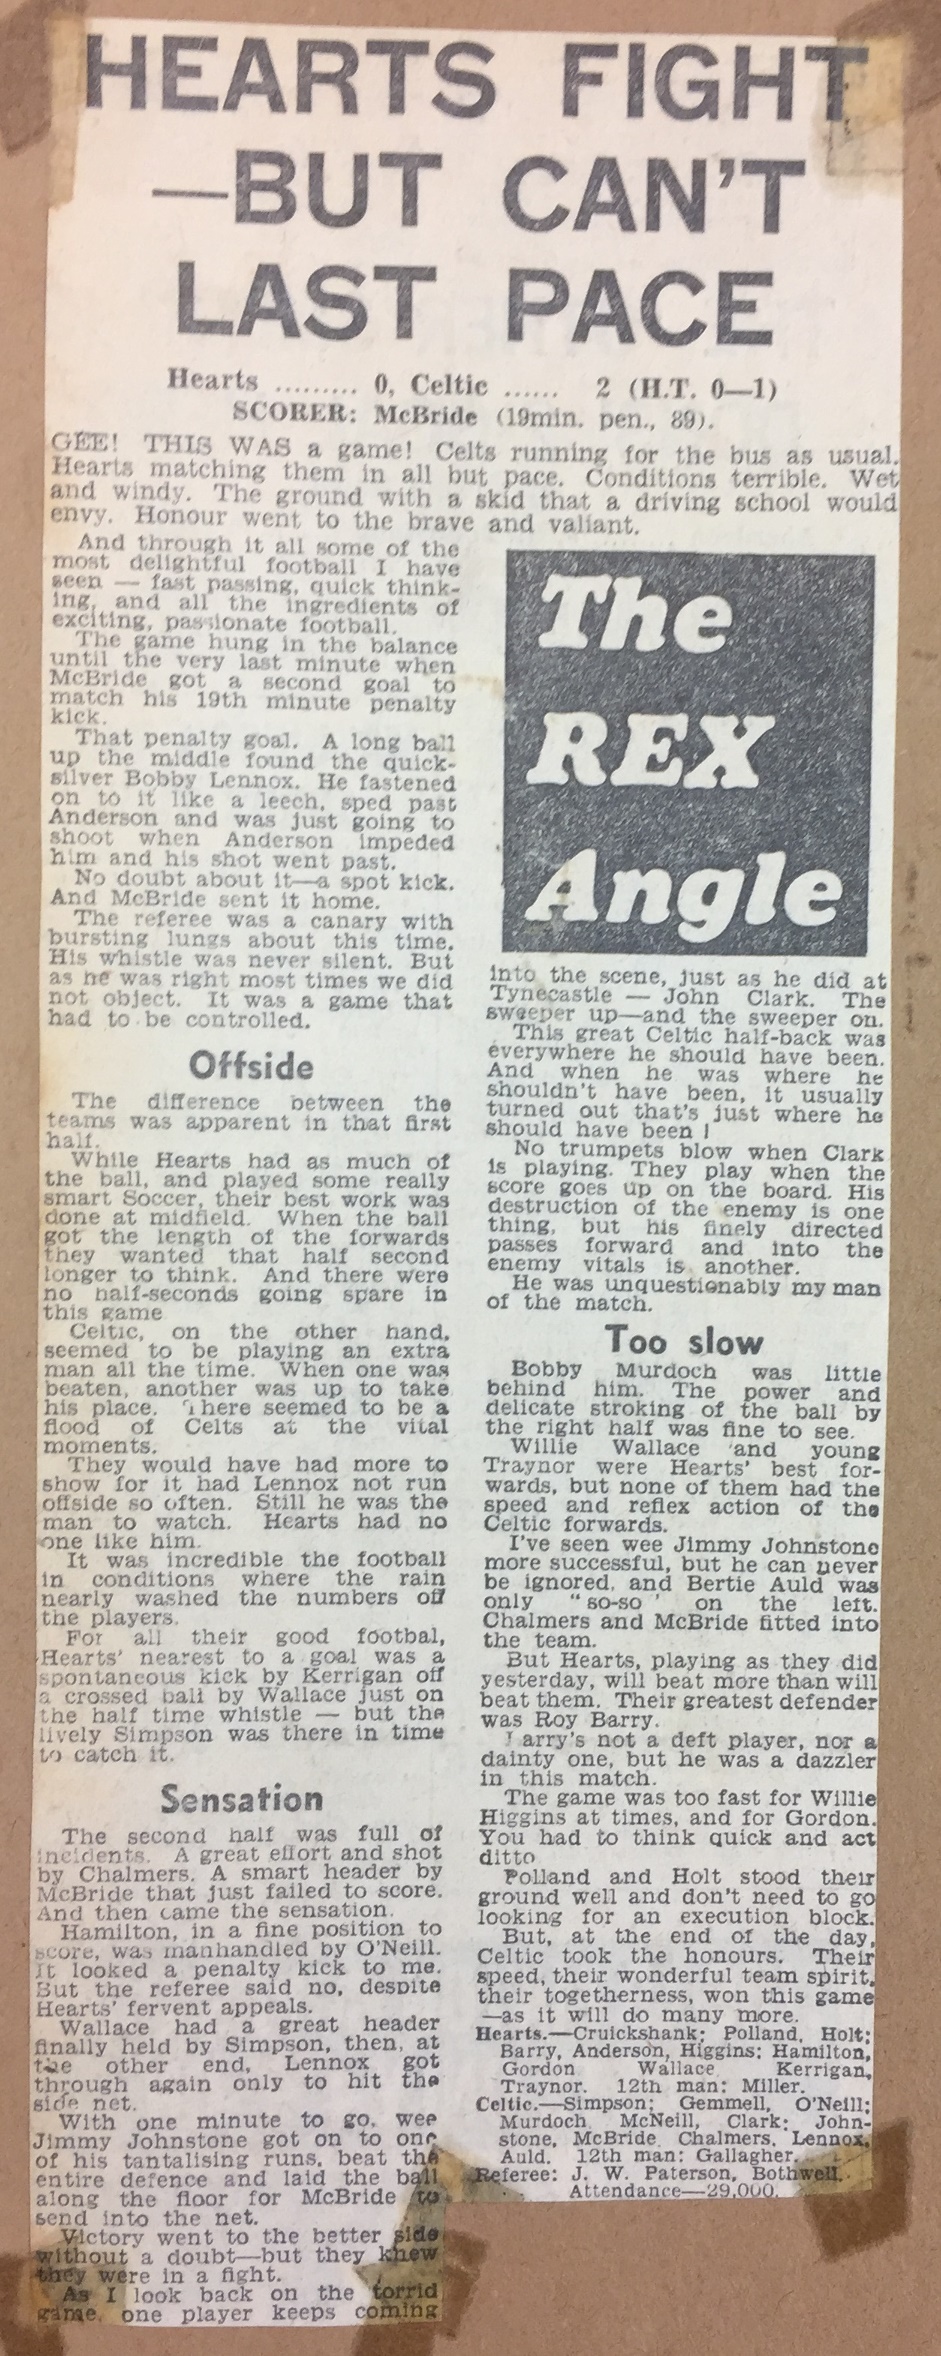 HEARTS FIGHT
—BUT CAN'T
LAST PACE
Hearts ......... 0, Celtic ...... 2 (H.T. 0—1)
SCORER: McBride (19min. pen., 89).
GEE! THIS WAS a game! Celts running for the bus as usual.
Hearts matching them in all but pace. Conditions terrible. Wet
and windy. The ground with a skid that a driving school would
envy. Honour went to the brave and valiant.
And through it all some of the
most delightful football I have
seen — fast passing, quick think-
ing, and all the ingredients of
exciting, passionate football.
The game hung in the balance
until the very last minute when
McBride got a second goal to
match his 19th minute penalty
kick.
That penalty goal. A long ball
up the middle found the quick-
silver Bobby Lennox. He fastened
on to it like a leech, sped past
Anderson and was just going to
shoot when Anderson impeded
him and his shot went past.
No doubt about it—a spot kick.
And McBride sent it home.
The referee was a canary with
bursting lungs about this time.
His whistle was never silent. But
as he was right most times we did
not object. It was a game that
had to be controlled.
Offside
The difference between the
teams was apparent in that first
half.
While Hearts had as much of
the ball, and played some really
smart Soccer, their best work was
done at midfield. When the ball
got the length of the forwards
they wanted that half second
longer to think. And there were
no half-seconds going spare in
this game
Celtic, on the other hand,
seemed to be playing an extra
man all the time. When one was
beaten, another was up to take
his place. There seemed to be a
flood of Celts at the vital
moments.
They would have had more to
show for it had Lennox not run
offside so often. Still he was the
man to watch. Hearts had no
one like him.
It was incredible the football
in conditions where the rain
nearly washed the numbers off
the players.
For all their good footbal,
Hearts' nearest to a goal was a
spontaneous kick by Kerrigan off
a crossed ball by Wallace just on
the half time whistle — but the
lively Simpson was there in time
to catch it.
Sensation
The second half was full of
incidents. A great effort and shot
by Chalmers. A smart header by
McBride that just failed to score.
And then came the sensation.
Hamilton, in a fine position to
score, was manhandled by O'Neill.
It looked a penalty kick to me.
But the referee said no, despite
Hearts' fervent appeals.
Wallace had a great header
finally held by Simpson, then, at
the other end, Lennox got
through again only to hit the
side net.
With one minute to go, wee
Jimmy Johnstone got on to one
of his tantalising runs, beat the
entire defence and laid the ball
along the floor for McBride to
send into the net.
Victory went to the better side
without a doubt—but they knew
they were in a fight.
As I look back on the torrid
game, one player keeps coming
The
REX
Angle
into the scene, just as he did at
Tynecastle — John Clark. The
sweeper up—and the sweeper on.
This great Celtic half-back was
everywhere he should have been.
And when he was where he
shouldn't have been, it usually
turned out that's just where he
should have been!
No trumpets blow when Clark
is playing. They play when the
score goes up on the board. His
destruction of the enemy is one
thing, but his finely directed
passes forward and into the
enemy vitals is another.
He was unquestionably my man
of the match.
Too slow
Bobby Murdoch was little
behind him. The power and
delicate stroking of the ball by
the right half was fine to see.
Willie Wallace and young
Traynor were Hearts' best for-
wards, but none of them had the
speed and reflex action of the
Celtic forwards.
I've seen wee Jimmy Johnstone
more successful, but he can never
be ignored, and Bertie Auld was
only "so-so' on the left.
Chalmers and McBride fitted into
the team.
But Hearts, playing as they did
yesterday, will beat more than will
beat them. Their greatest defender
was Roy Barry.
arry's not a deft player, nor a
dainty one, but he was a dazzler
in this match.
The game was too fast for Willie
Higgins at times, and for Gordon.
You had to think quick and act
ditto
Polland and Holt stood their
ground well and don't need to go
looking for an execution block.
But, at the end of the day,
Celtic took the honours. Their
speed, their wonderful team spirit,
their togetherness, won this game
—as it will do many more.
Hearts.—Cruickshank; Polland, Holt;
Barry, Anderson, Higgins; Hamilton,
Gordon Wallace Kerrigan,
Traynor. 12th man: Miller.
Celtic.—Simpson; Gemmell, O'Neill;
Murdoch McNeill, Clark; John-
stone, McBride, Chalmers, Lennox,
Auld. 12th man: Gallagher.
Referee: J. W. Paterson, Bothwell.
Attendance—29,000.